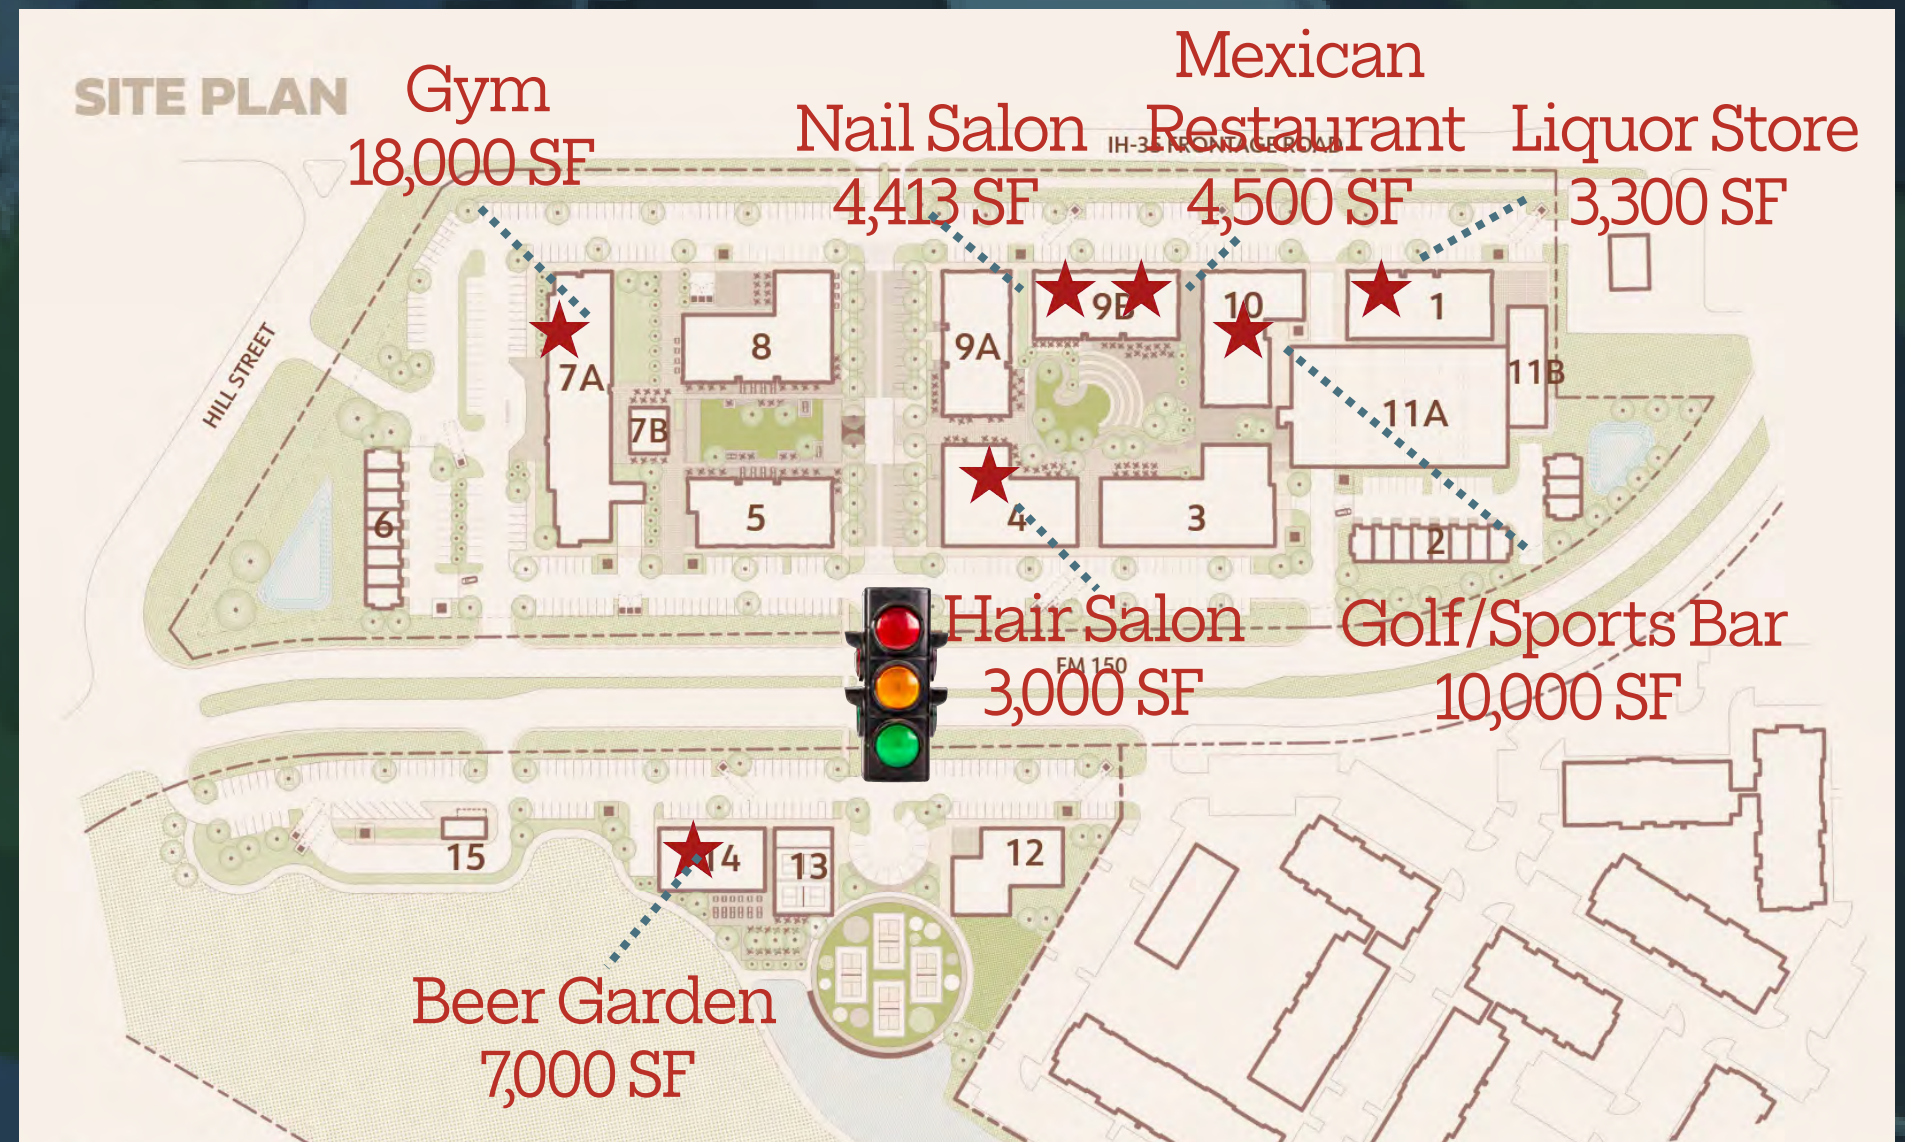 SITE PLAN
Gym
18,000 SF
Nail Salon
4,413 SF
Mexican
Restaurant
4,500 SF
Liquor Store
3,300 SF
IH-35 FRONTAGE ROAD
HILL STREET
7A
8
7B
5
6
9A
9B
10
1
11B
11A
4
3
2
Hair Salon
3,000 SF
FM 150
Golf/Sports Bar
10,000 SF
15
14
13
12
Beer Garden
7,000 SF